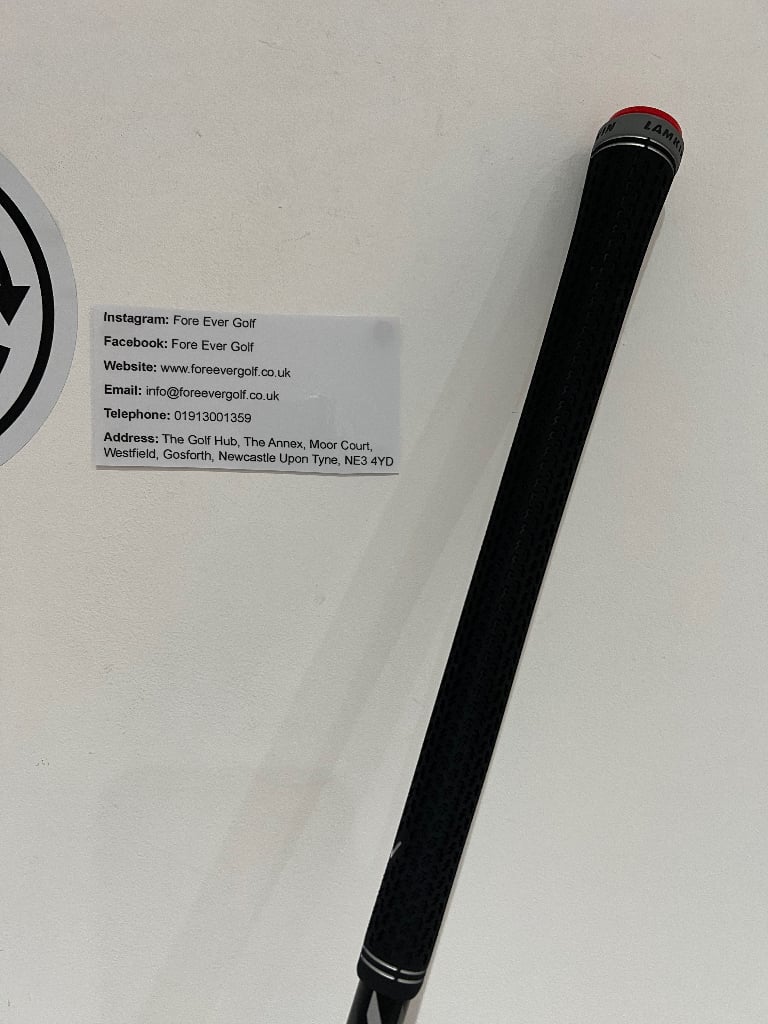 LAMKIN
Instagram: Fore Ever Golf
Facebook: Fore Ever Golf
Website: www.foreevergolf.co.uk
Email: info@foreevergolf.co.uk
Telephone: 01913001359
Address: The Golf Hub, The Annex, Moor Court,
Westfield, Gosforth, Newcastle Upon Tyne, NE3 4YD